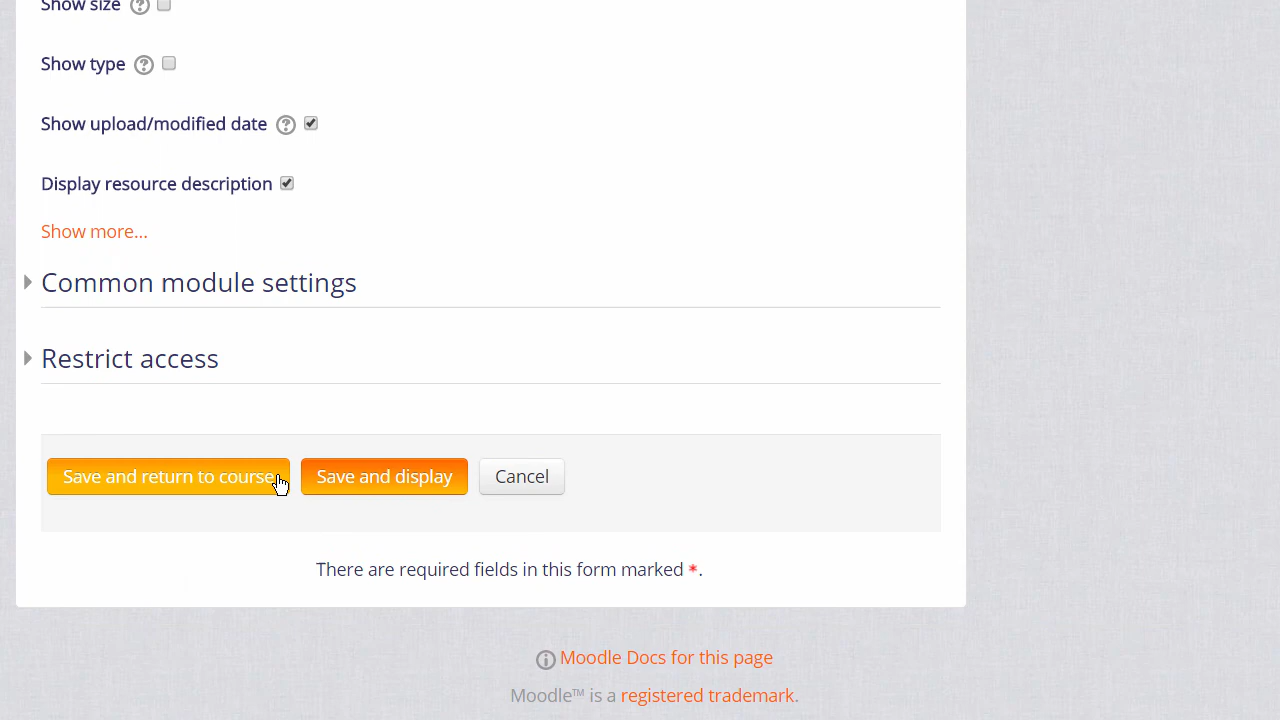 Show size
Show type
Show upload/modified date
Display resource description
Show more...
Common module settings
Restrict access
Save and return to course
Save and display
Cancel
There are required fields in this form marked *.
Moodle Docs for this page
Moodle™ is a registered trademark.